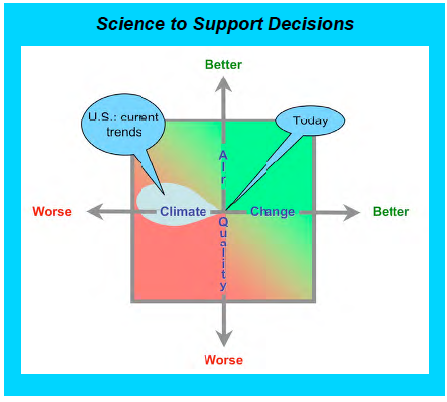 Science to Support Decisions
Better
U.S.: current
trends
Today
Air
Worse
Climate
Change
Better
Quality
Worse